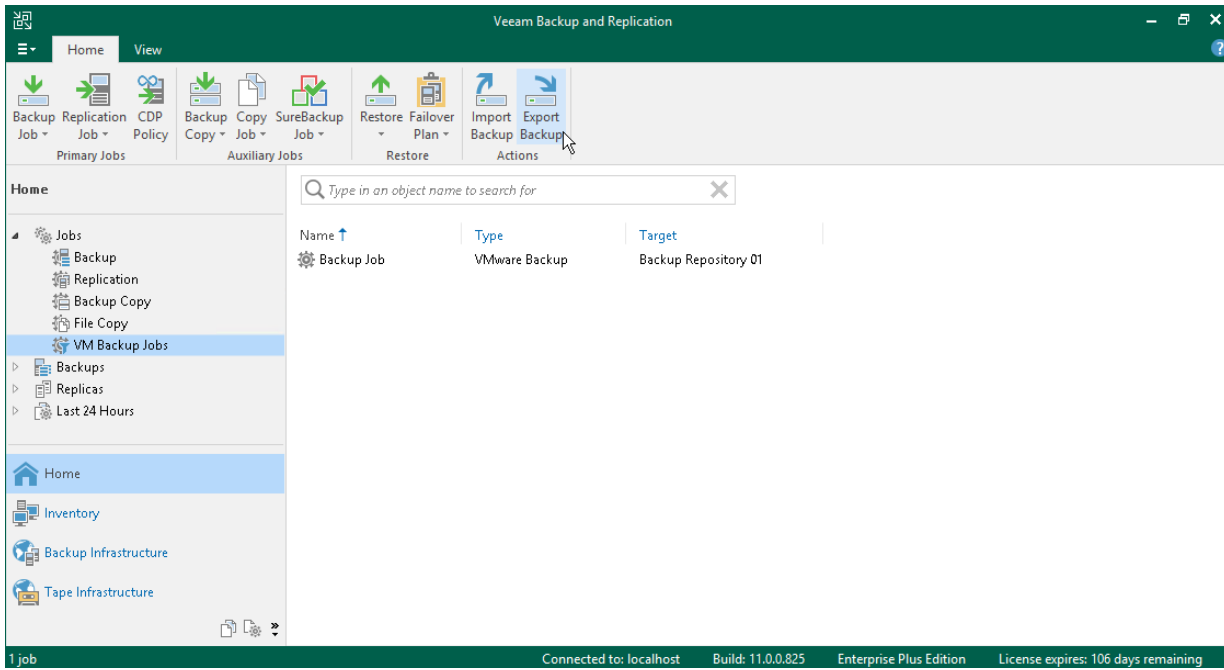 Veeam Backup and Replication
Home View
Backup Job Replication Job CDP Policy Backup Copy Copy Job SureBackup Job Restore Failover Plan Import Backup Export Backup
Primary Jobs Auxiliary Jobs Restore Actions
Home
Type in an object name to search for
Jobs
Backup
Replication
Backup Copy
File Copy
VM Backup Jobs
Backups
Replicas
Last 24 Hours
Name Type Target
Backup Job VMware Backup Backup Repository 01
Home
Inventory
Backup Infrastructure
Tape Infrastructure
1 job Connected to: localhost Build: 11.0.0.825 Enterprise Plus Edition License expires: 106 days remaining